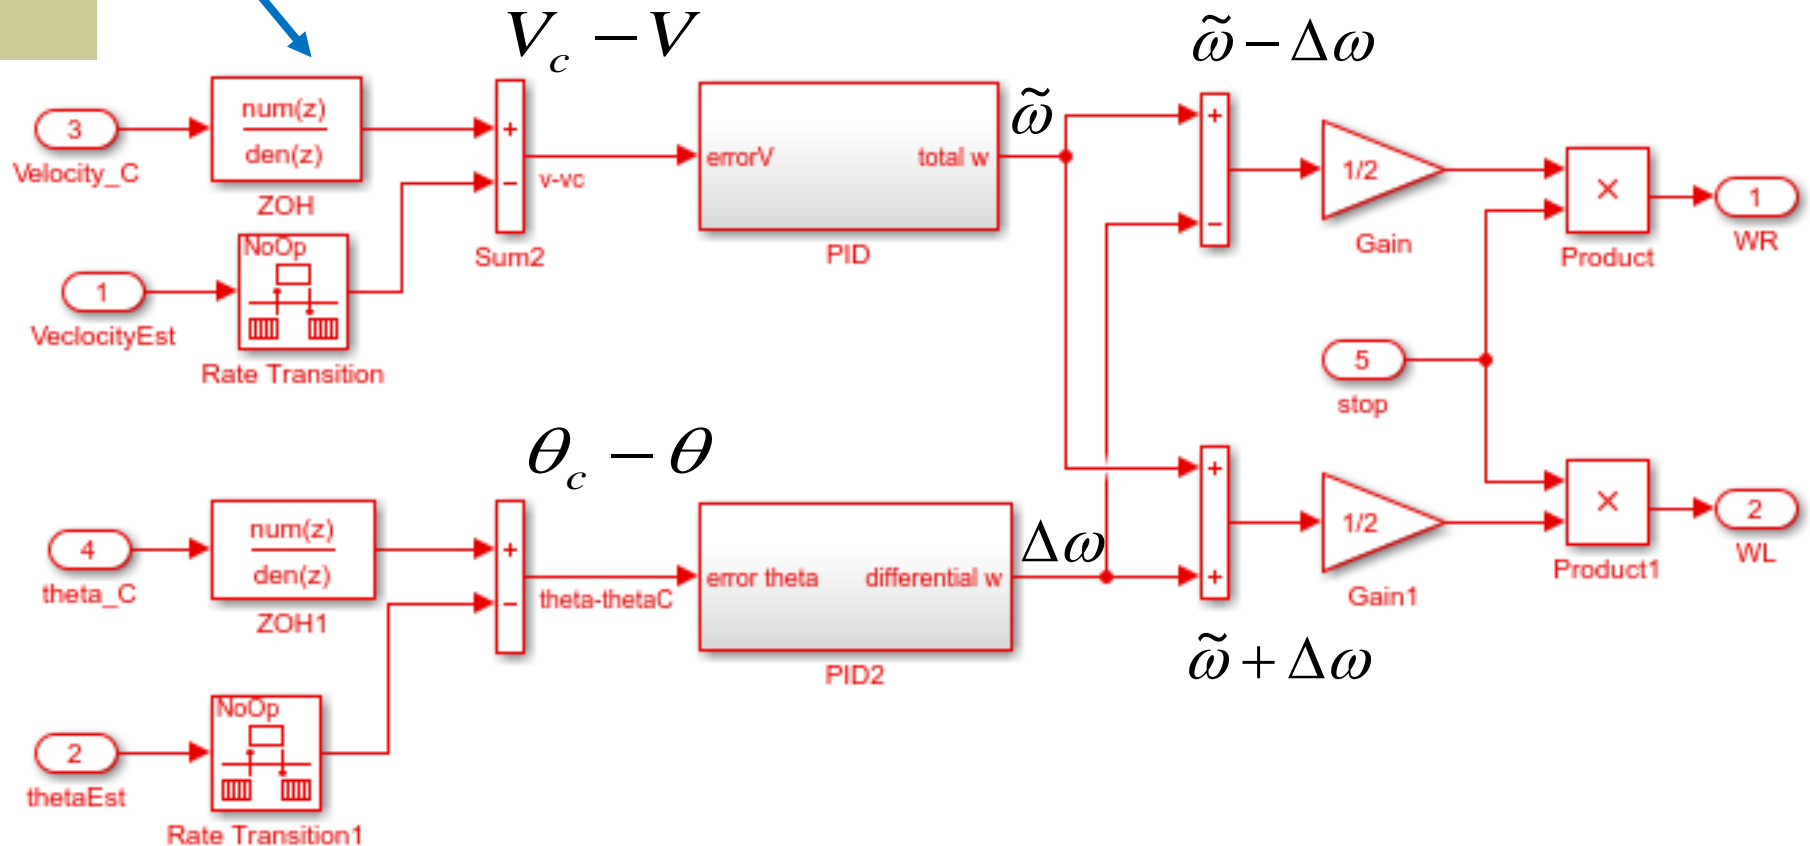 V_c − V
ω̃ − Δω
3
Velocity_C
num(z)
den(z)
ZOH
+
−
v-vc
Sum2
errorV
total w
PID
ω̃
+
−
1/2
Gain
×
Product
1
WR
1
VeclocityEst
NoOp
Rate Transition
5
stop
θ_c − θ
4
theta_C
num(z)
den(z)
ZOH1
+
−
theta-thetaC
error theta
differential w
PID2
Δω
+
+
1/2
Gain1
×
Product1
2
WL
ω̃ + Δω
2
thetaEst
NoOp
Rate Transition1